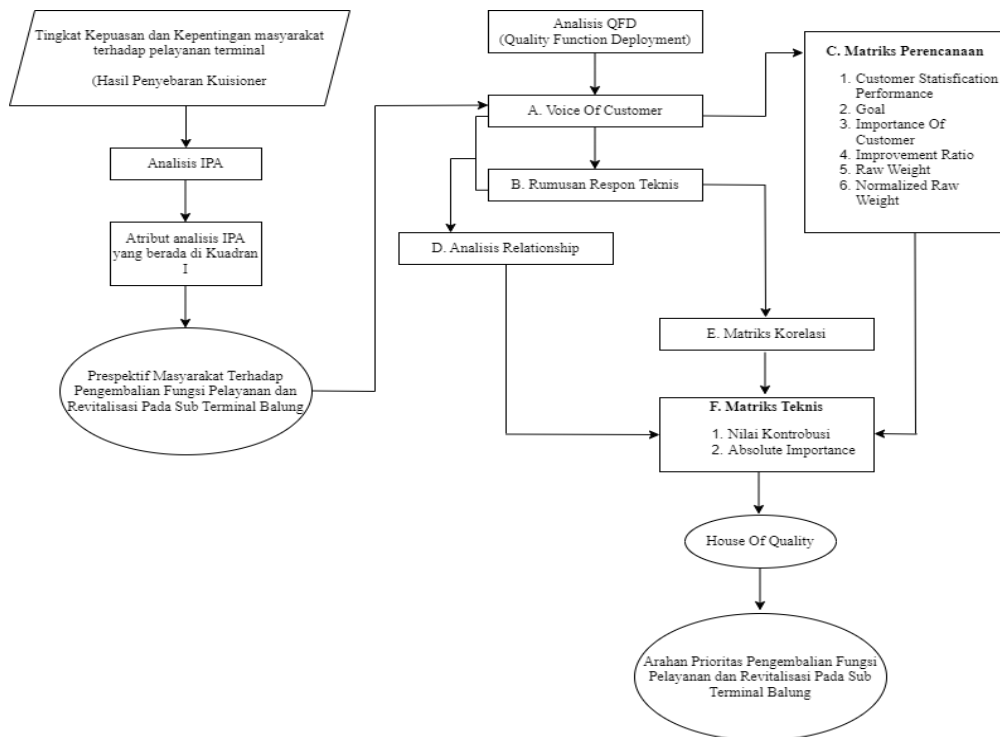 Tingkat Kepuasan dan Kepentingan masyarakat
terhadap pelayanan terminal
(Hasil Penyebaran Kuisioner
Analisis IPA
Atribut analisis IPA
yang berada di Kuadran
I
Prespektif Masyarakat Terhadap
Pengembalian Fungsi Pelayanan dan
Revitalisasi Pada Sub Terminal Balung
Analisis QFD
(Quality Function Deployment)
A. Voice Of Customer
B. Rumusan Respon Teknis
D. Analisis Relationship
C. Matriks Perencanaan
1. Customer Statisfication
Performance
2. Goal
3. Importance Of
Customer
4. Improvement Ratio
5. Raw Weight
6. Normalized Raw
Weight
E. Matriks Korelasi
F. Matriks Teknis
1. Nilai Kontrobusi
2. Absolute Importance
House Of Quality
Arahan Prioritas Pengembalian Fungsi
Pelayanan dan Revitalisasi Pada Sub
Terminal Balung